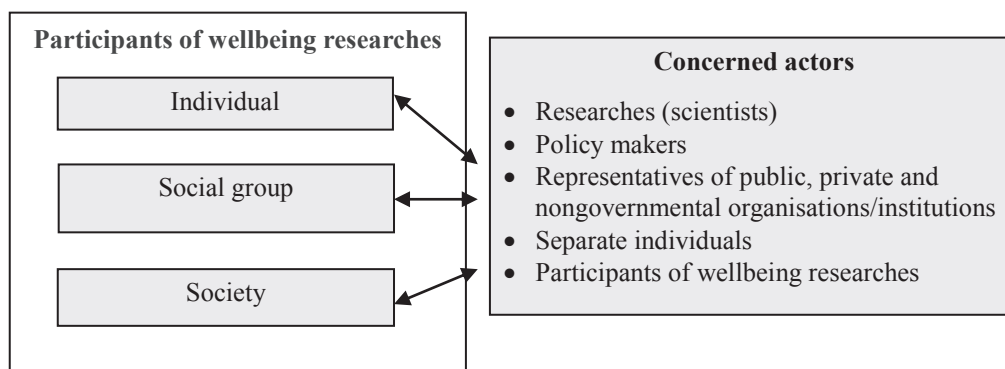 Participants of wellbeing researches
Individual
Social group
Society
Concerned actors
• Researches (scientists)
• Policy makers
• Representatives of public, private and
nongovernmental organisations/institutions
• Separate individuals
• Participants of wellbeing researches